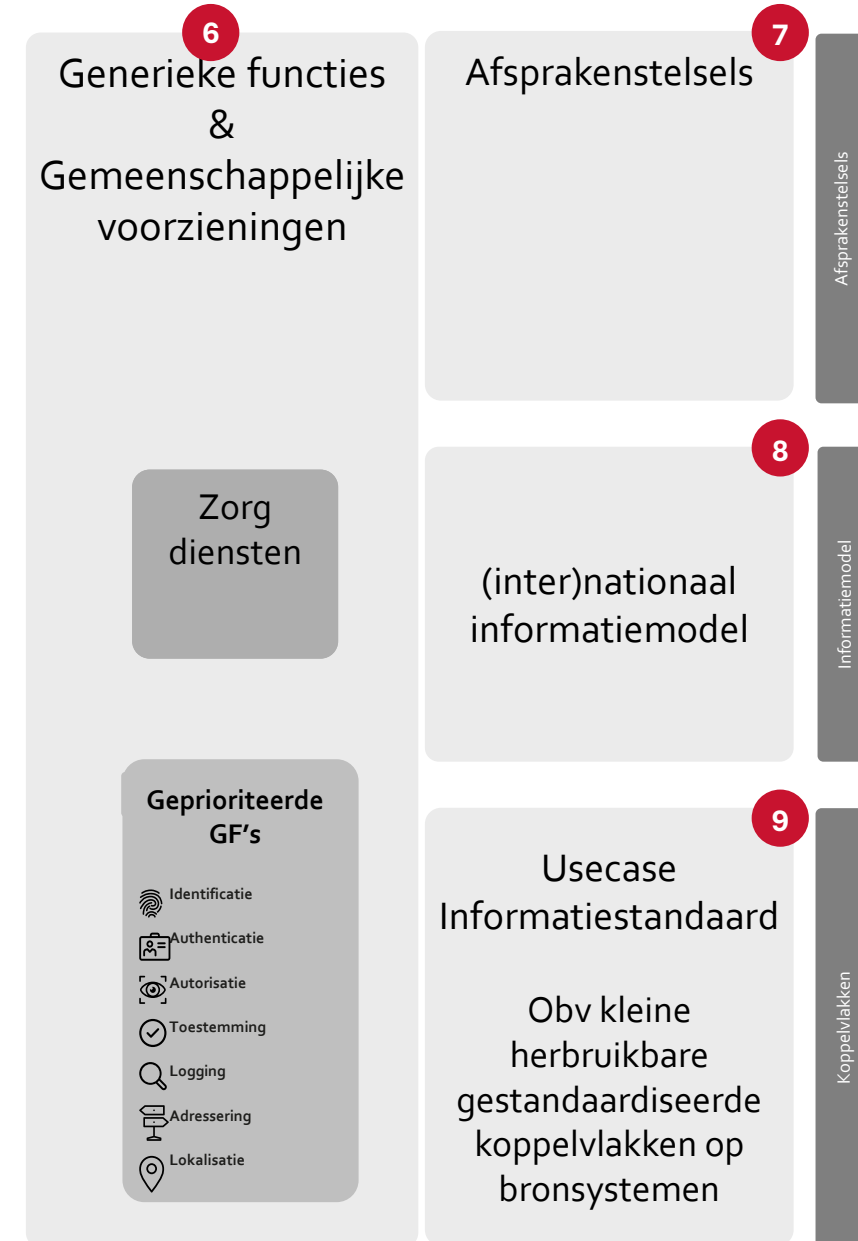 6
Generieke functies
&
Gemeenschappelijke
voorzieningen
Zorg
diensten
Geprioriteerde
GF's
Identificatie
Authenticatie
Autorisatie
Toestemming
Logging
Adressering
Lokalisatie
7
Afsprakenstelsels
Afsprakenstelsels
8
(inter)nationaal
informatiemodel
Informatiemodel
9
Usecase
Informatiestandaard
Obv kleine
herbruikbare
gestandaardiseerde
koppelvlakken op
bronsystemen
Koppelvlakken